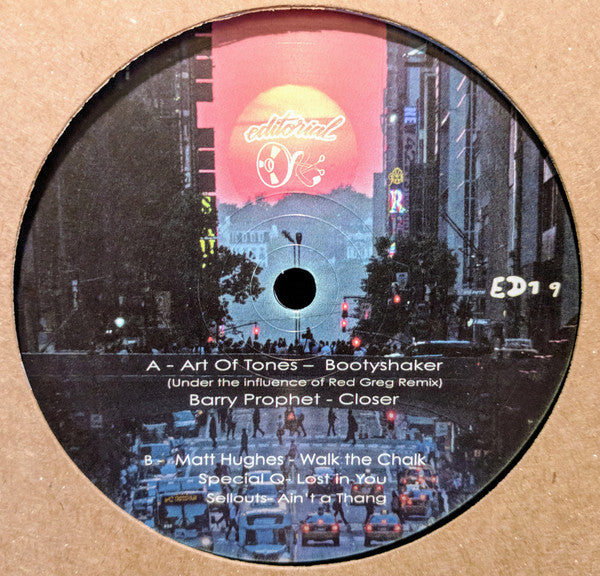 editorial
ED19
A - Art Of Tones – Bootyshaker
(Under the influence of Red Greg Remix)
Barry Prophet - Closer
B - Matt Hughes - Walk the Chalk
Special Q- Lost in You
Sellouts- Ain't a Thang